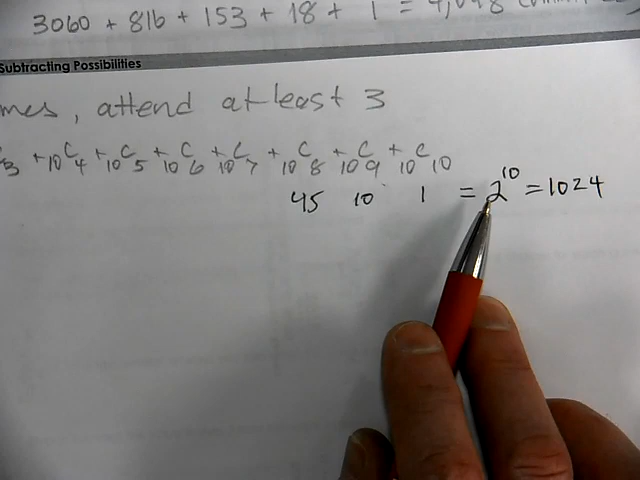 3060 + 816 + 153 + 18 + 1 = 4,048
Subtracting Possibilities
mes, attend at least 3
3 + 10C4 + 10C5 + 10C6 + 10C7 + 10C8 + 10C9 + 10C10
45 10 1 = 2^10 = 1024